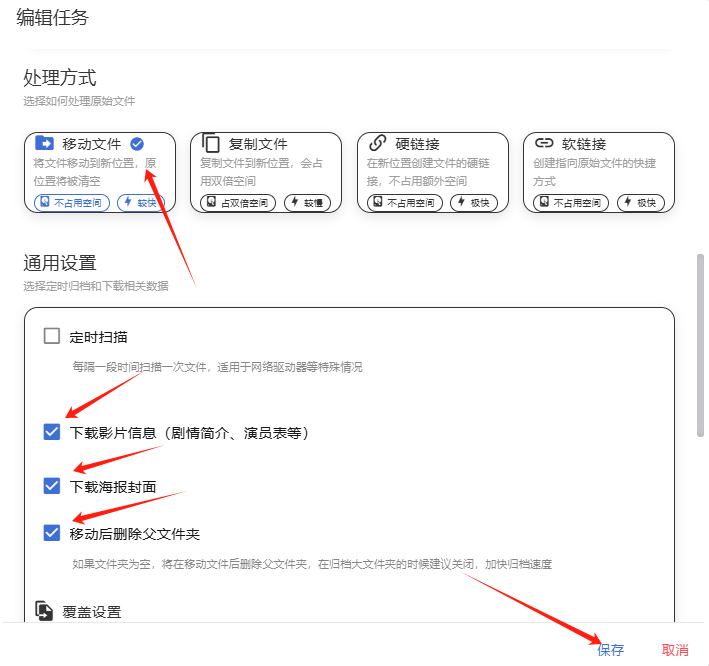 编辑任务
处理方式
选择如何处理原始文件
移动文件
将文件移动到新位置，原
位置将被清空
不占用空间
较快
复制文件
复制文件到新位置，会占
用双倍空间
占双倍空间
较慢
硬链接
在新位置创建文件的硬链
接，不占用额外空间
不占用空间
极快
软链接
创建指向原始文件的快捷
方式
不占用空间
极快
通用设置
选择定时归档和下载相关数据
定时扫描
每隔一段时间扫描一次文件，适用于网络驱动器等特殊情况
下载影片信息（剧情简介、演员表等）
下载海报封面
移动后删除父文件夹
如果文件夹为空，将在移动文件后删除父文件夹，在归档大文件夹的时候建议关闭，加快归档速度
覆盖设置
保存
取消